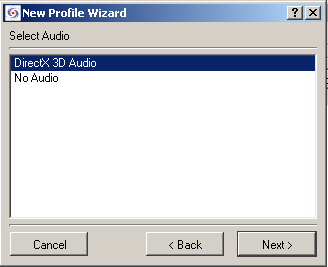 New Profile Wizard
Select Audio
DirectX 3D Audio
No Audio
Cancel
< Back
Next >